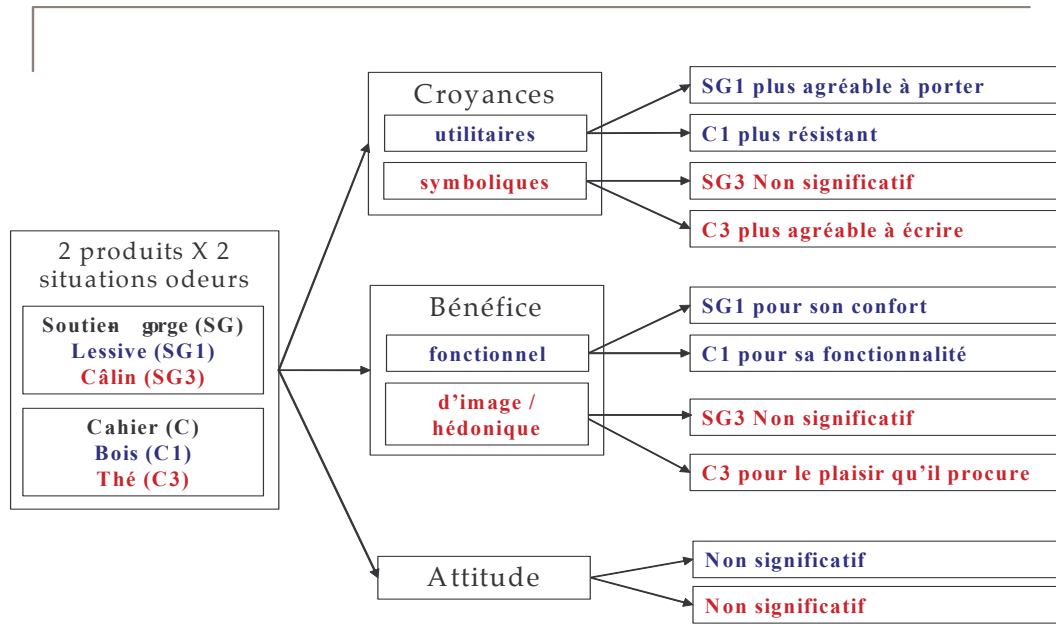 2 produits X 2
situations odeurs
Soutien gorge (SG)
Lessive (SG1)
Câlin (SG3)
Cahier (C)
Bois (C1)
Thé (C3)
Croyances
utilitaires
symboliques
SG1 plus agréable à porter
C1 plus résistant
SG3 Non significatif
C3 plus agréable à écrire
Bénéfice
fonctionnel
d'image /
hédonique
SG1 pour son confort
C1 pour sa fonctionnalité
SG3 Non significatif
C3 pour le plaisir qu'il procure
Attitude
Non significatif
Non significatif